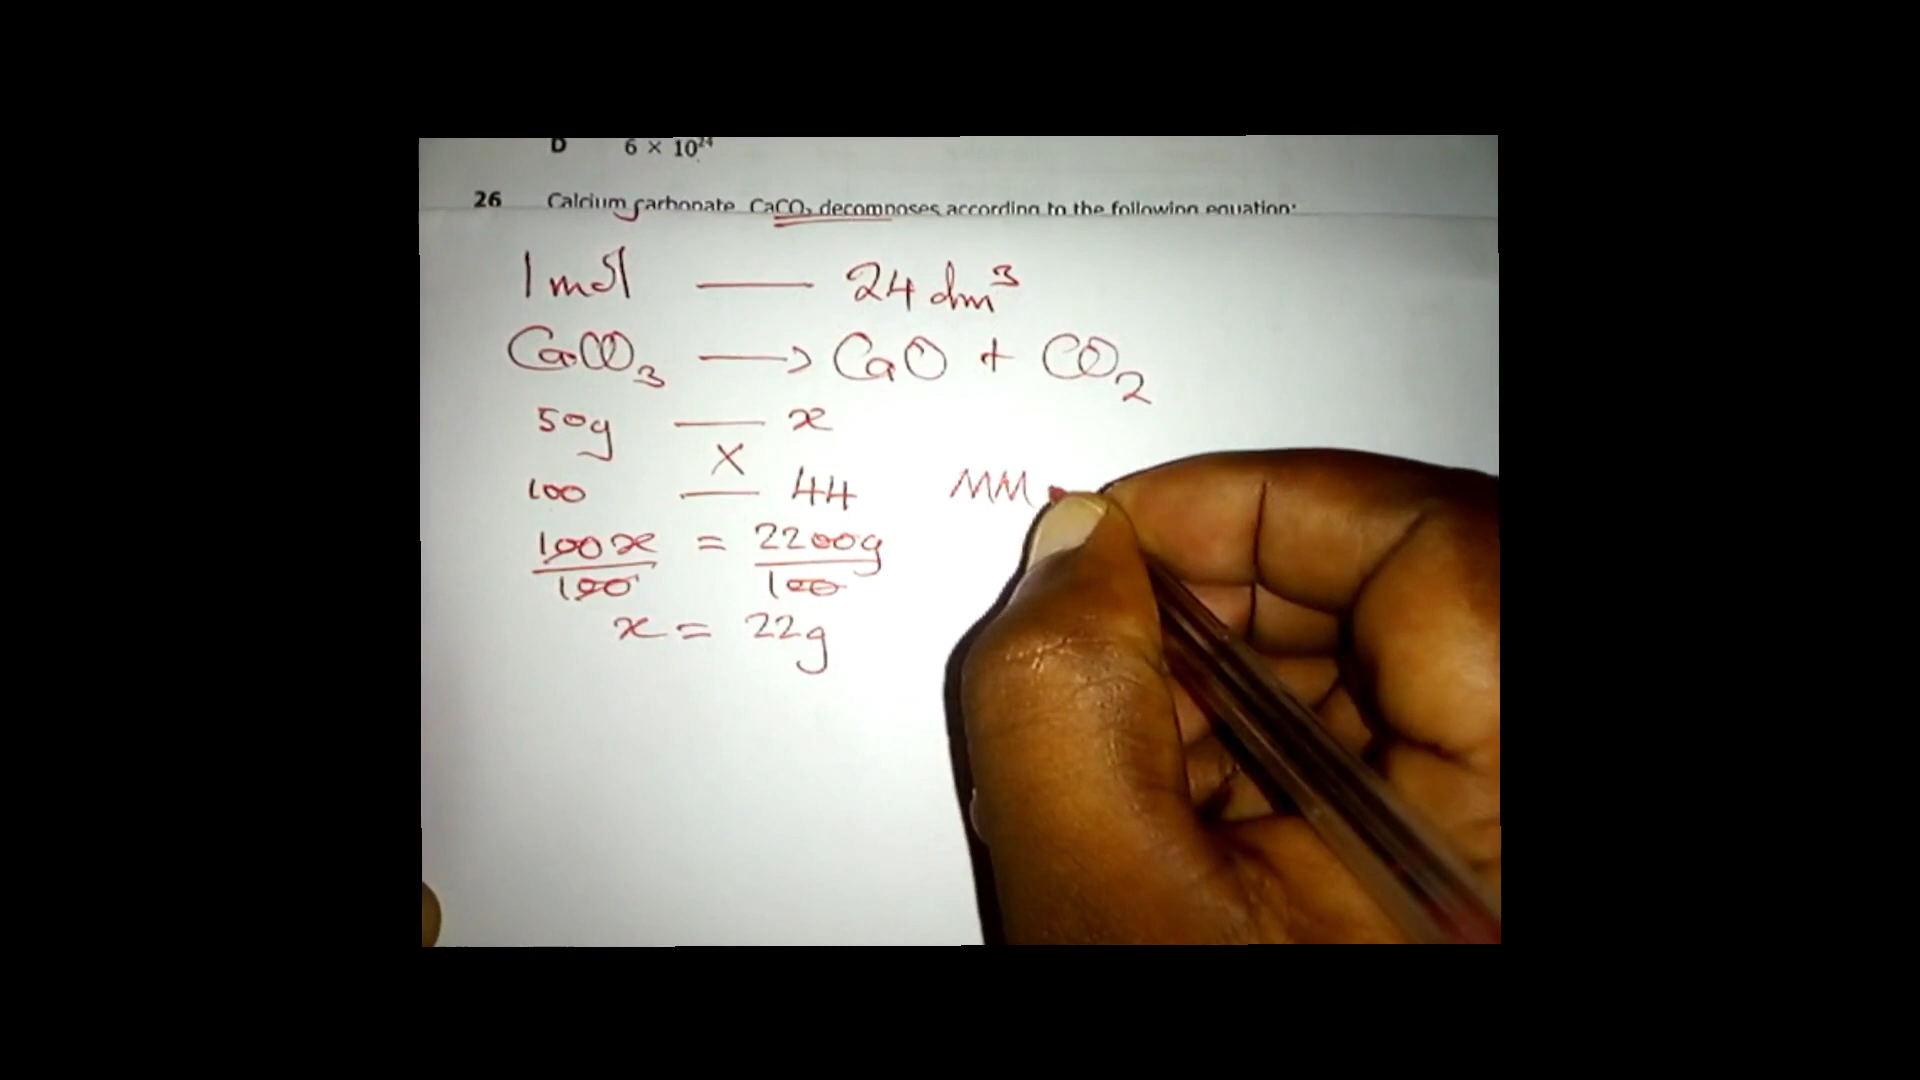 D 6 × 10²⁴
26 Calcium carbonate, CaCO₃ decomposes according to the following equation:
1 mol — 24 dm³
CaCO₃ → CaO + CO₂
50g — x
X
100 — 44 MM
100x = 2200g
100 100
x = 22g